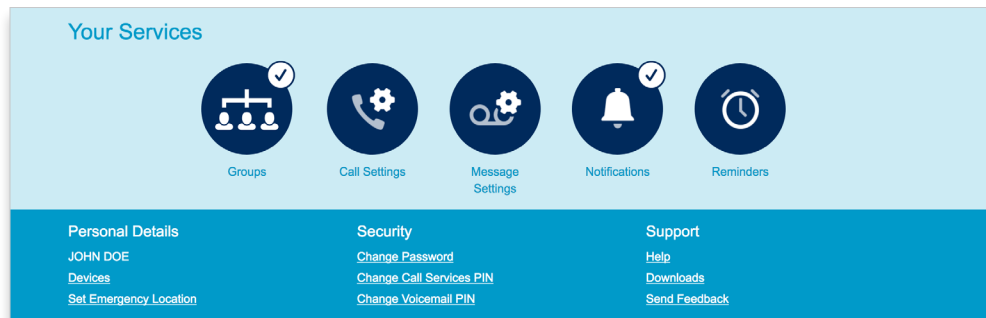 Your Services
Groups
Call Settings
Message
Settings
Notifications
Reminders
Personal Details
JOHN DOE
Devices
Set Emergency Location
Security
Change Password
Change Call Services PIN
Change Voicemail PIN
Support
Help
Downloads
Send Feedback